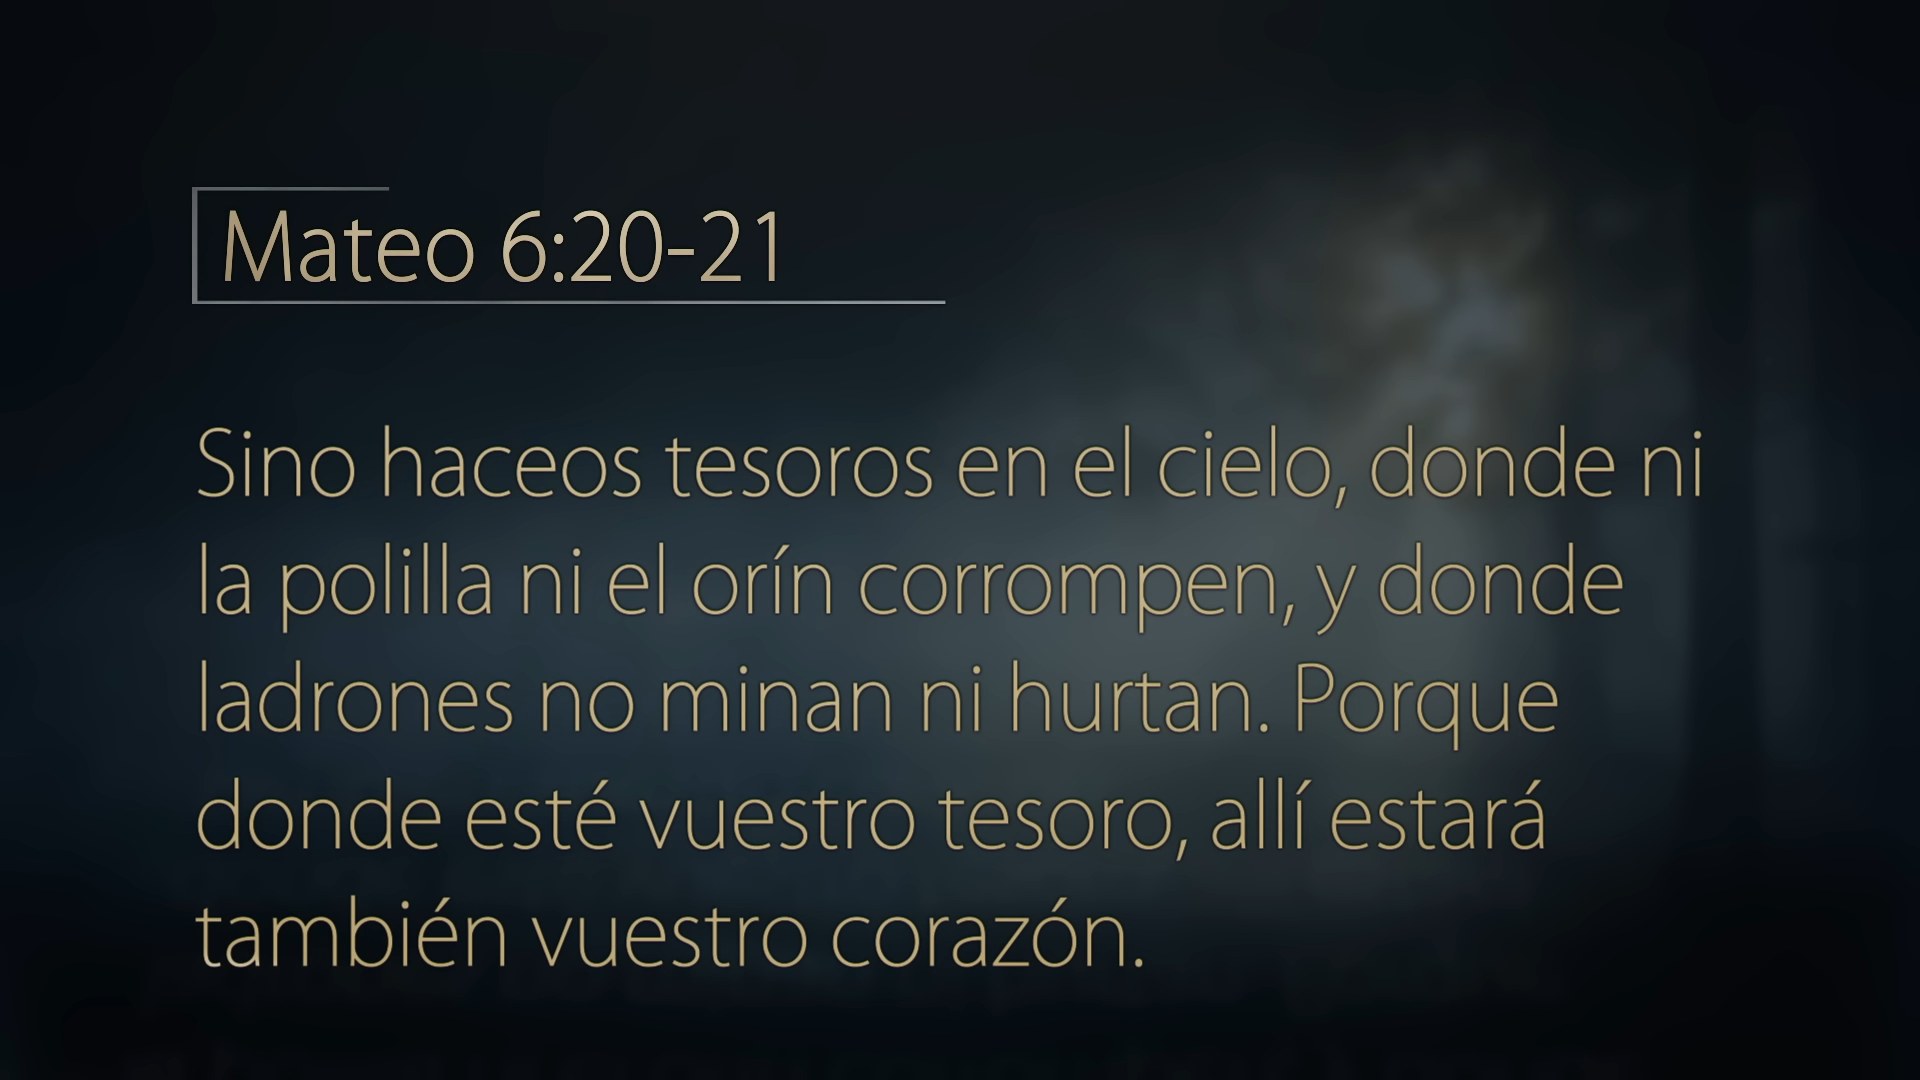 Mateo 6:20-21
Sino haceos tesoros en el cielo, donde ni
la polilla ni el orín corrompen, y donde
ladrones no minan ni hurtan. Porque
donde esté vuestro tesoro, allí estará
también vuestro corazón.